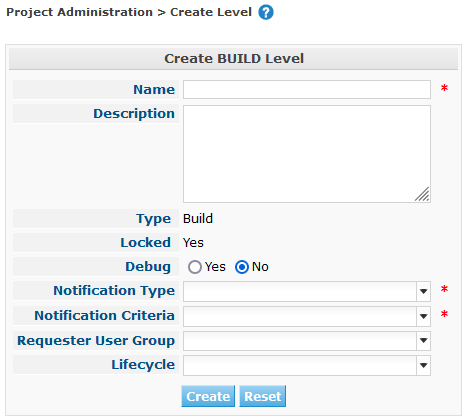 Project Administration > Create Level ?
Create BUILD Level
Name *
Description
Type Build
Locked Yes
Debug Yes No
Notification Type *
Notification Criteria *
Requester User Group
Lifecycle
Create Reset